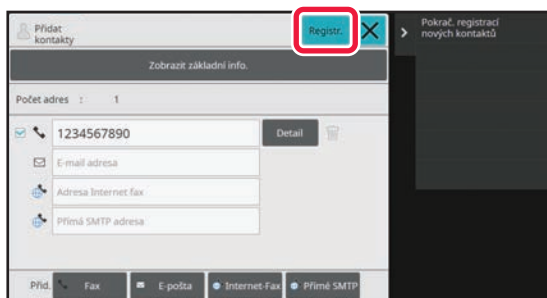 Přidat
kontakty
Registr.
Pokrač. registrací
nových kontaktů
Zobrazit základní info.
Počet adres : 1
1234567890
Detail
E-mail adresa
Adresa Internet fax
Přímá SMTP adresa
Přid.
Fax
E-pošta
Internet-Fax
Přímé SMTP